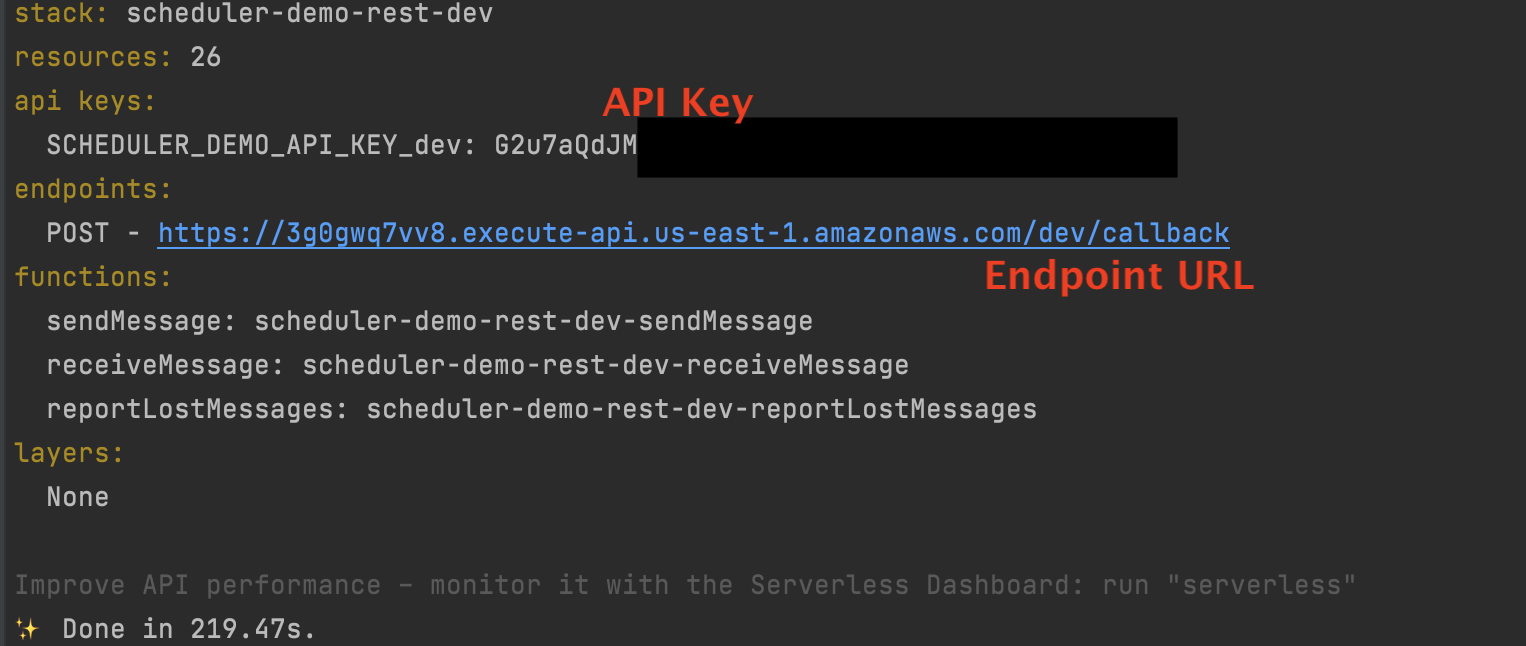 stack: scheduler-demo-rest-dev
resources: 26
api keys:
API Key
SCHEDULER_DEMO_API_KEY_dev: G2u7aQdJM
endpoints:
POST - https://3g0gwq7vv8.execute-api.us-east-1.amazonaws.com/dev/callback
Endpoint URL
functions:
sendMessage: scheduler-demo-rest-dev-sendMessage
receiveMessage: scheduler-demo-rest-dev-receiveMessage
reportLostMessages: scheduler-demo-rest-dev-reportLostMessages
layers:
None
Improve API performance – monitor it with the Serverless Dashboard: run "serverless"
✨ Done in 219.47s.